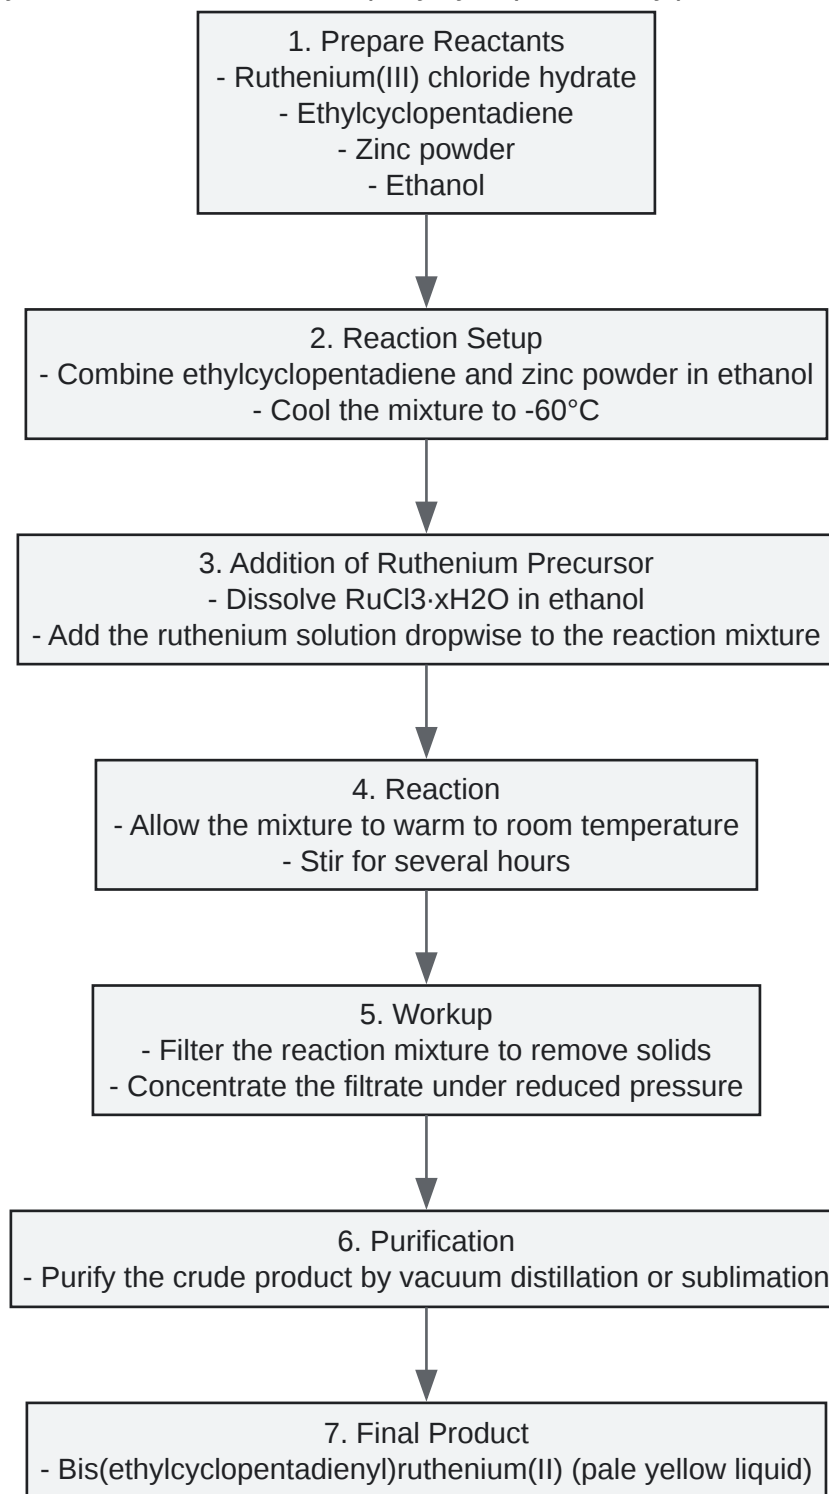 1. Prepare Reactants
- Ruthenium(III) chloride hydrate
- Ethylcyclopentadiene
- Zinc powder
- Ethanol
2. Reaction Setup
- Combine ethylcyclopentadiene and zinc powder in ethanol
- Cool the mixture to -60°C
3. Addition of Ruthenium Precursor
- Dissolve RuCl3·xH2O in ethanol
- Add the ruthenium solution dropwise to the reaction mixture
4. Reaction
- Allow the mixture to warm to room temperature
- Stir for several hours
5. Workup
- Filter the reaction mixture to remove solids
- Concentrate the filtrate under reduced pressure
6. Purification
- Purify the crude product by vacuum distillation or sublimation
7. Final Product
- Bis(ethylcyclopentadienyl)ruthenium(II) (pale yellow liquid)